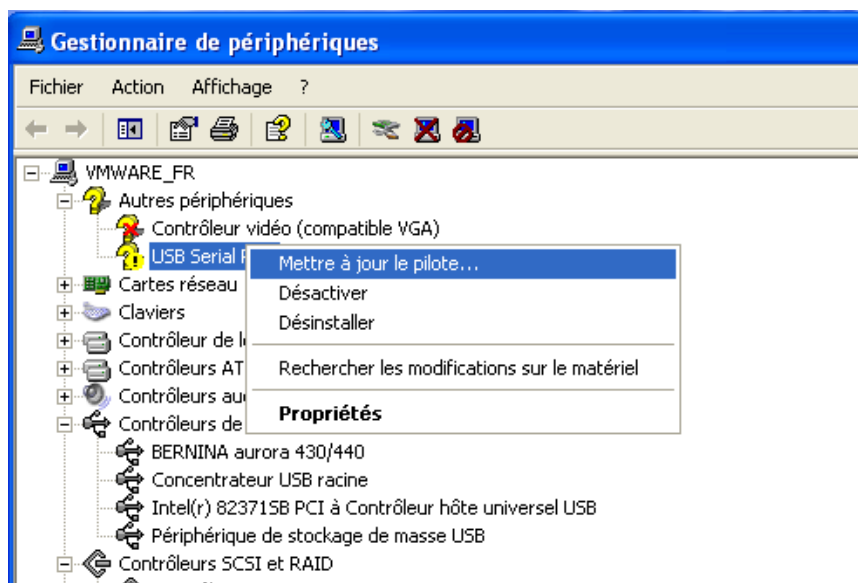 Gestionnaire de périphériques
Fichier Action Affichage ?
VMWARE_FR
Autres périphériques
Contrôleur vidéo (compatible VGA)
USB Serial
Mettre à jour le pilote...
Cartes réseau
Désactiver
Claviers
Désinstaller
Contrôleur de
Contrôleurs AT
Rechercher les modifications sur le matériel
Contrôleurs au
Propriétés
Contrôleurs de
BERNINA aurora 430/440
Concentrateur USB racine
Intel(r) 82371SB PCI à Contrôleur hôte universel USB
Périphérique de stockage de masse USB
Contrôleurs SCSI et RAID